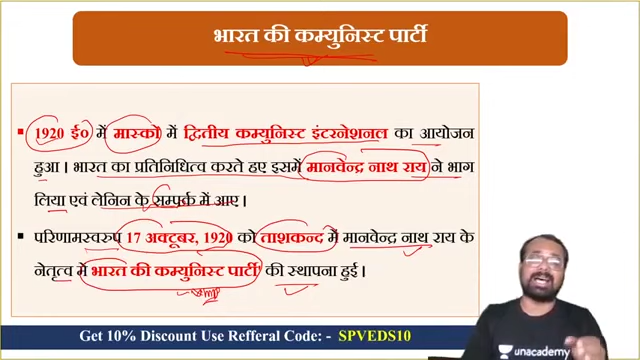 भारत की कम्युनिस्ट पार्टी
▪ 1920 ई० में मास्को में द्वितीय कम्युनिस्ट इंटरनेशनल का आयोजन
हुआ । भारत का प्रतिनिधित्व करते हुए इसमें मानवेन्द्र नाथ राय ने भाग
लिया एवं लेनिन के सम्पर्क में आए ।
▪ परिणामस्वरुप 17 अक्टूबर, 1920 को ताशकन्द में मानवेन्द्र नाथ राय के
नेतृत्व में 'भारत की कम्युनिस्ट पार्टी' की स्थापना हुई ।
Get 10% Discount Use Refferal Code: - SPVEDS10
unacademy